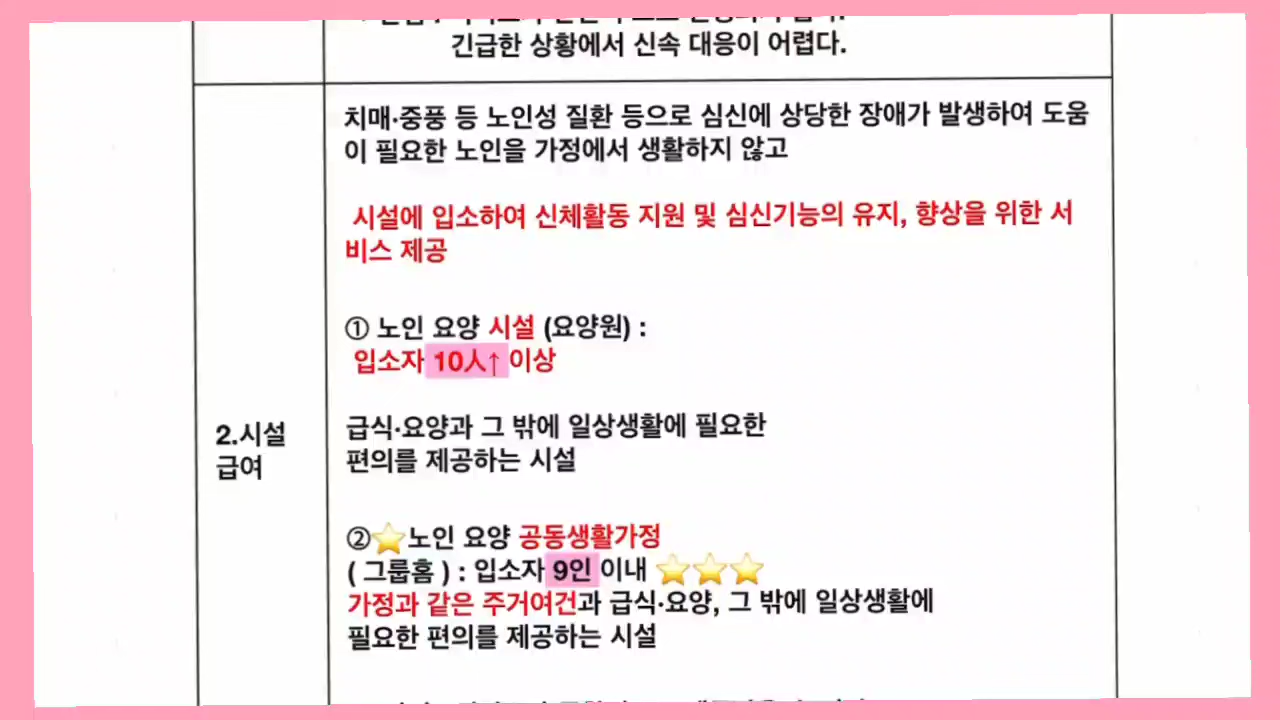 긴급한 상황에서 신속 대응이 어렵다.
치매·중풍 등 노인성 질환 등으로 심신에 상당한 장애가 발생하여 도움
이 필요한 노인을 가정에서 생활하지 않고
시설에 입소하여 신체활동 지원 및 심신기능의 유지, 향상을 위한 서
비스 제공
① 노인 요양 시설 (요양원) :
입소자 10人↑ 이상
급식·요양과 그 밖에 일상생활에 필요한
편의를 제공하는 시설
2.시설
급여
②⭐노인 요양 공동생활가정
( 그룹홈 ) : 입소자 9인 이내 ⭐⭐⭐
가정과 같은 주거여건과 급식·요양, 그 밖에 일상생활에
필요한 편의를 제공하는 시설